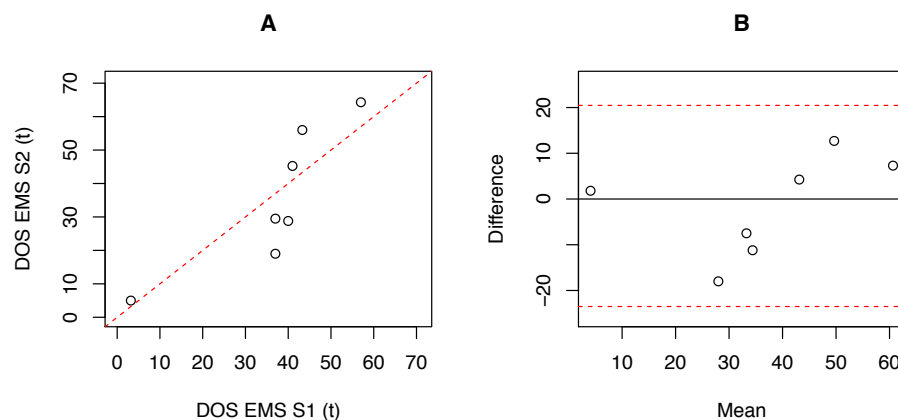 A
DOS EMS S2 (t)
70
50
30
10
0
0 10 20 30 40 50 60 70
DOS EMS S1 (t)
B
Difference
20
10
0
−20
10 20 30 40 50 60
Mean